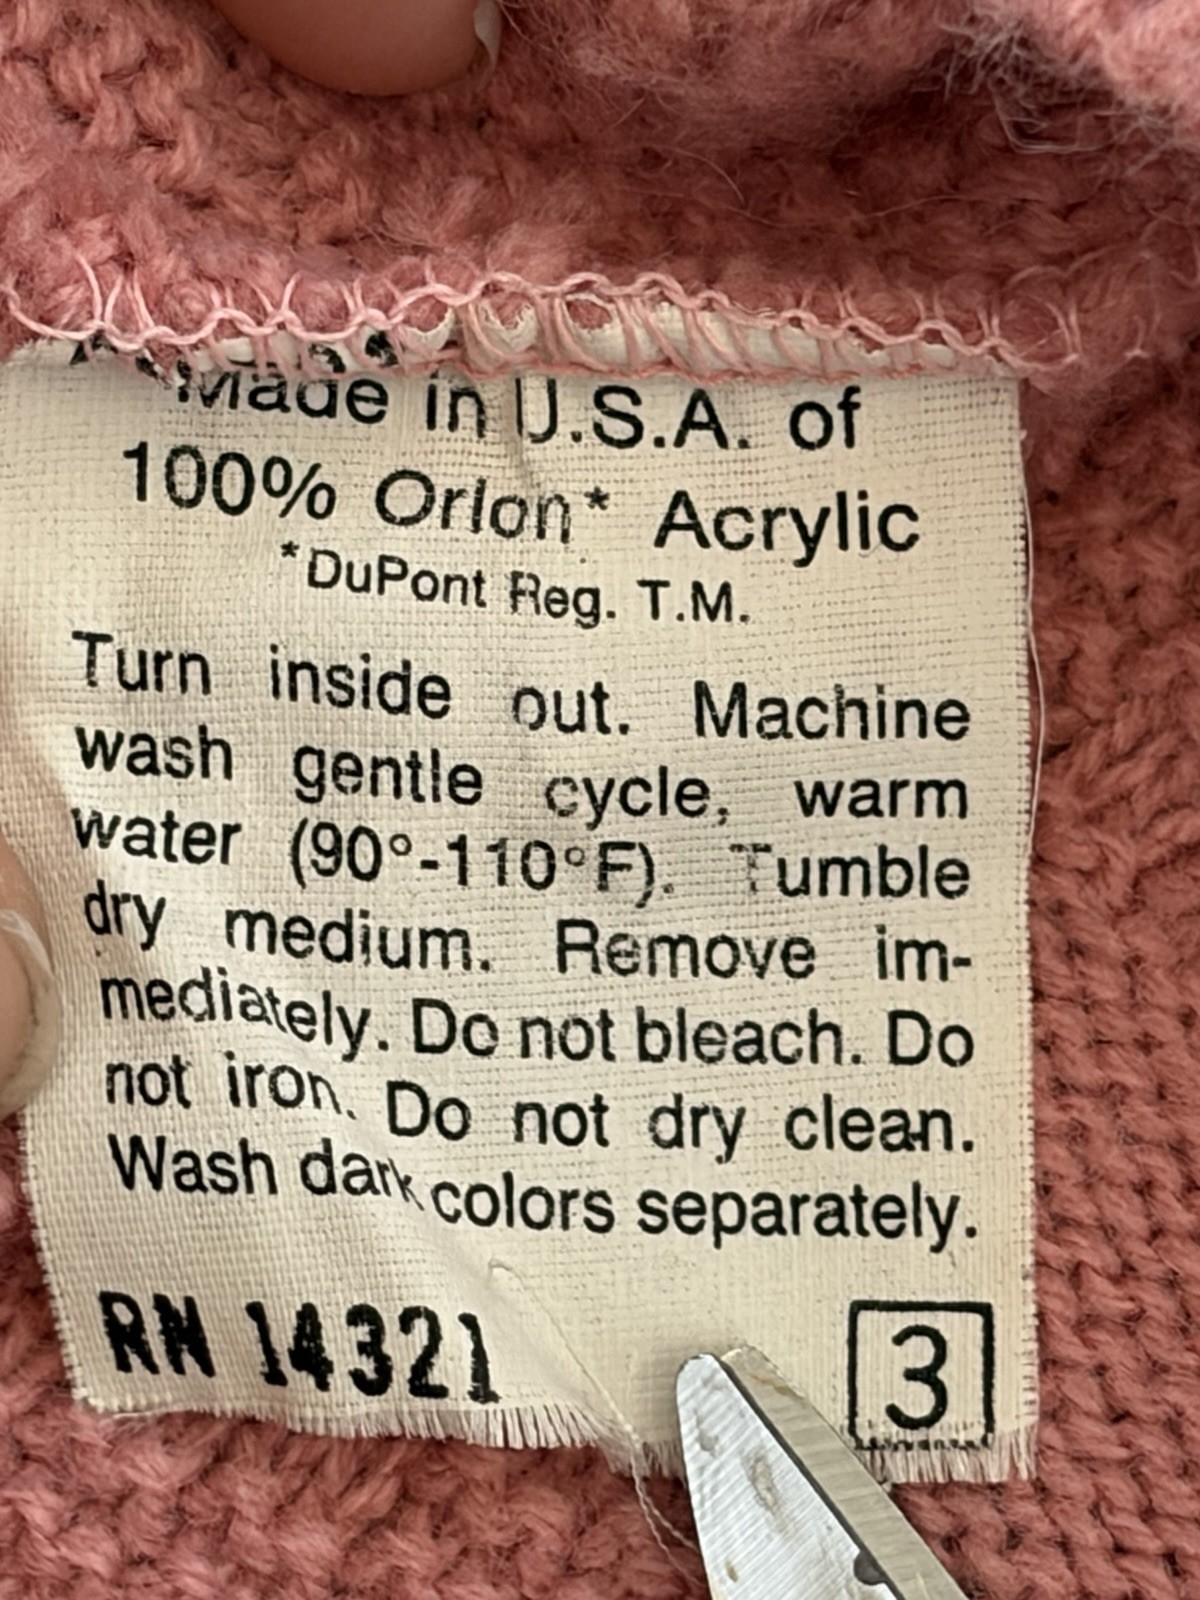 Made in U.S.A. of
100% Orlon* Acrylic
*DuPont Reg. T.M.
Turn inside out. Machine
wash gentle cycle, warm
water (90°-110°F). Tumble
dry medium. Remove im-
mediately. Do not bleach. Do
not iron. Do not dry clean.
Wash dark colors separately.
RN 14321
3